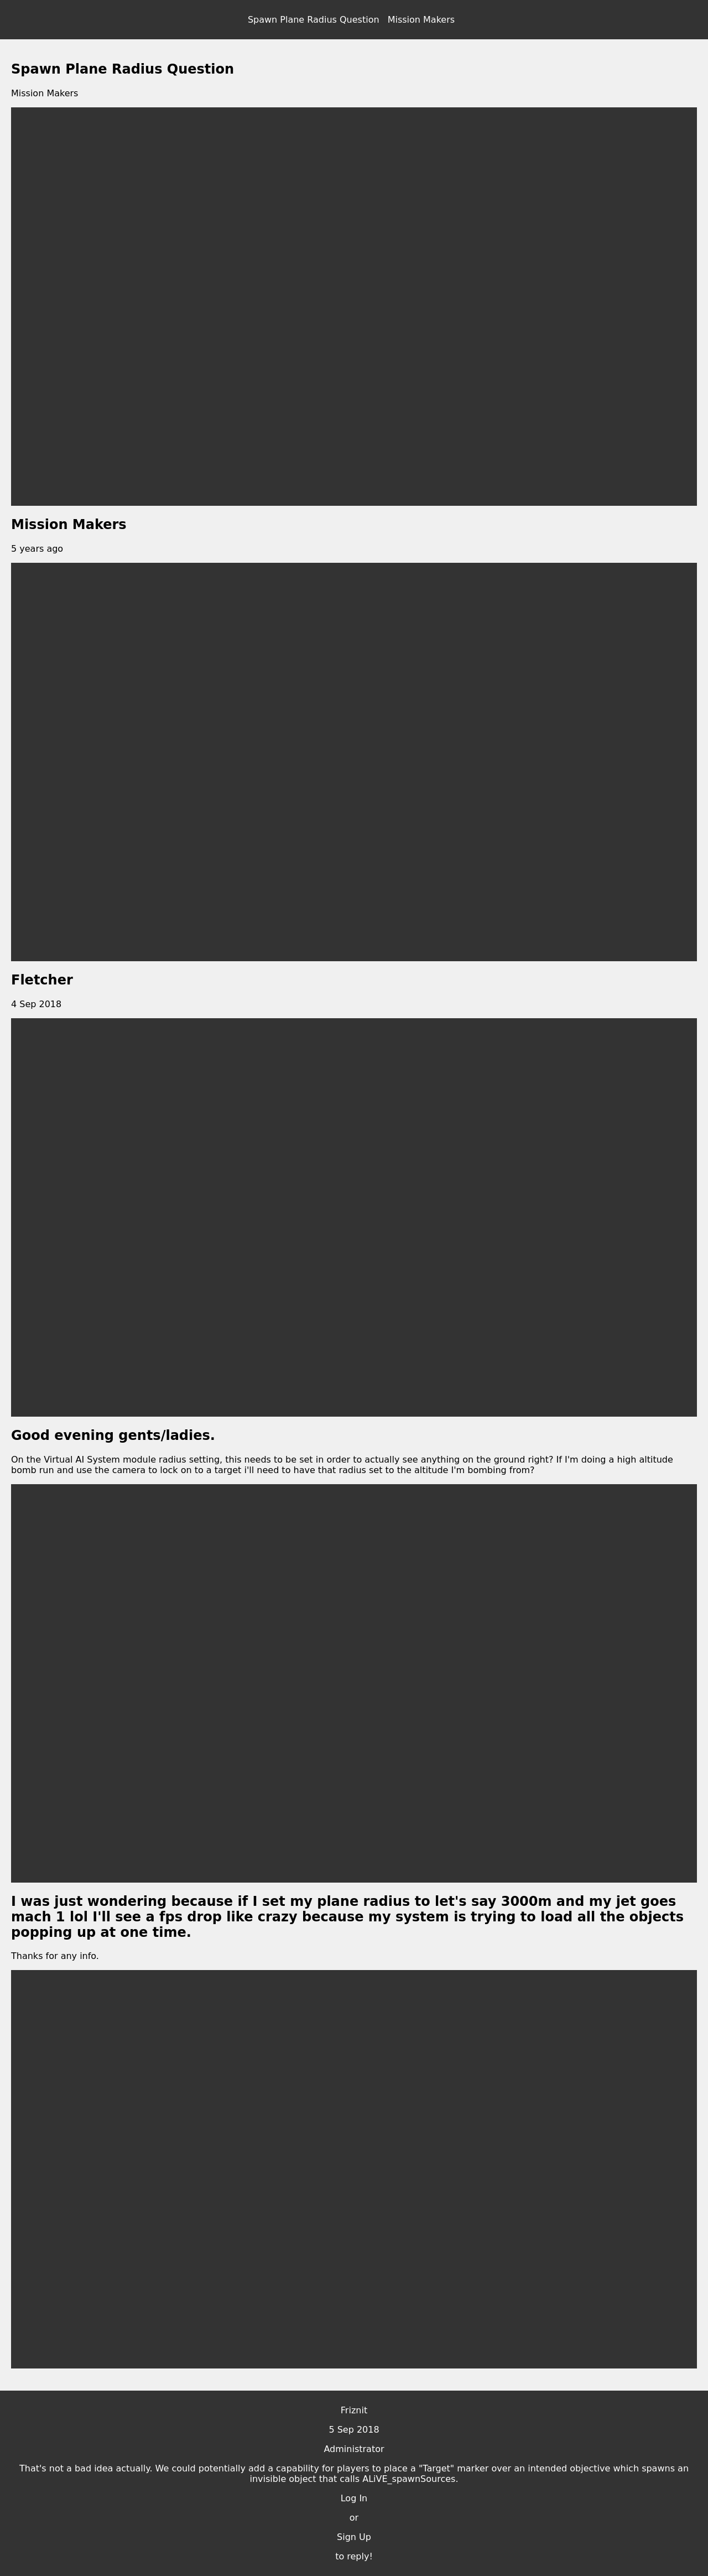 Spawn Plane Radius Question Mission Makers
Spawn Plane Radius Question
Mission Makers
Mission Makers
5 years ago
Fletcher
4 Sep 2018
Good evening gents/ladies.
On the Virtual AI System module radius setting, this needs to be set in order to actually see anything on the ground right? If I'm doing a high altitude
bomb run and use the camera to lock on to a target i'll need to have that radius set to the altitude I'm bombing from?
I was just wondering because if I set my plane radius to let's say 3000m and my jet goes
mach 1 lol I'll see a fps drop like crazy because my system is trying to load all the objects
popping up at one time.
Thanks for any info.
Friznit
5 Sep 2018
Administrator
That's not a bad idea actually. We could potentially add a capability for players to place a "Target" marker over an intended objective which spawns an
invisible object that calls ALiVE_spawnSources.
Log In
or
Sign Up
to reply!